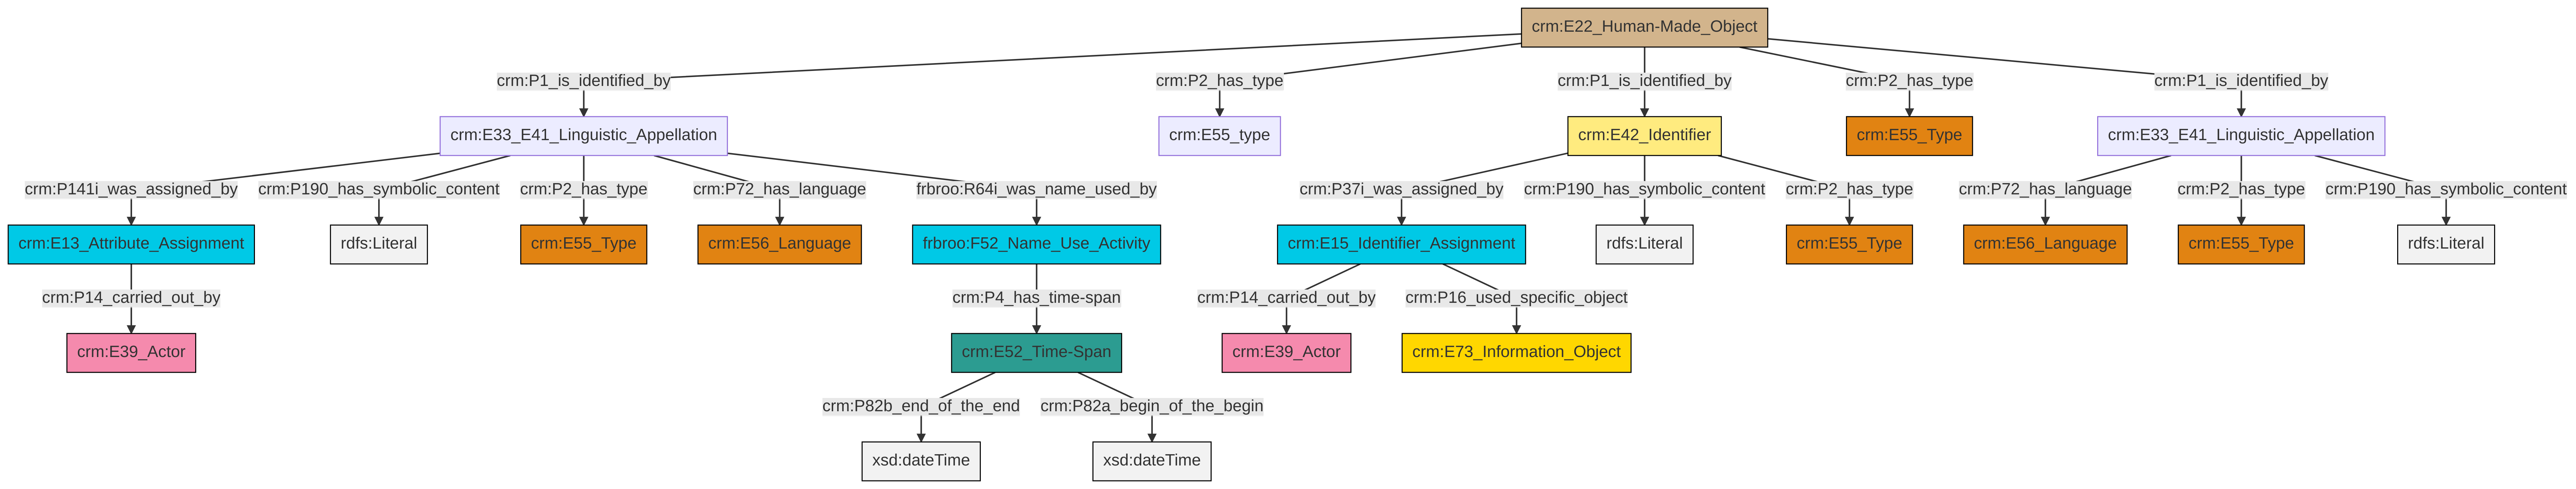 crm:E22_Human-Made_Object
crm:P1_is_identified_by
crm:P2_has_type
crm:P1_is_identified_by
crm:P2_has_type
crm:P1_is_identified_by
crm:E33_E41_Linguistic_Appellation
crm:E55_type
crm:E42_Identifier
crm:E55_Type
crm:E33_E41_Linguistic_Appellation
crm:P141i_was_assigned_by
crm:P190_has_symbolic_content
crm:P2_has_type
crm:P72_has_language
frbroo:R64i_was_name_used_by
crm:P37i_was_assigned_by
crm:P190_has_symbolic_content
crm:P2_has_type
crm:P72_has_language
crm:P2_has_type
crm:P190_has_symbolic_content
crm:E13_Attribute_Assignment
rdfs:Literal
crm:E55_Type
crm:E56_Language
frbroo:F52_Name_Use_Activity
crm:E15_Identifier_Assignment
rdfs:Literal
crm:E55_Type
crm:E56_Language
crm:E55_Type
rdfs:Literal
crm:P14_carried_out_by
crm:P4_has_time-span
crm:P14_carried_out_by
crm:P16_used_specific_object
crm:E39_Actor
crm:E52_Time-Span
crm:E39_Actor
crm:E73_Information_Object
crm:P82b_end_of_the_end
crm:P82a_begin_of_the_begin
xsd:dateTime
xsd:dateTime